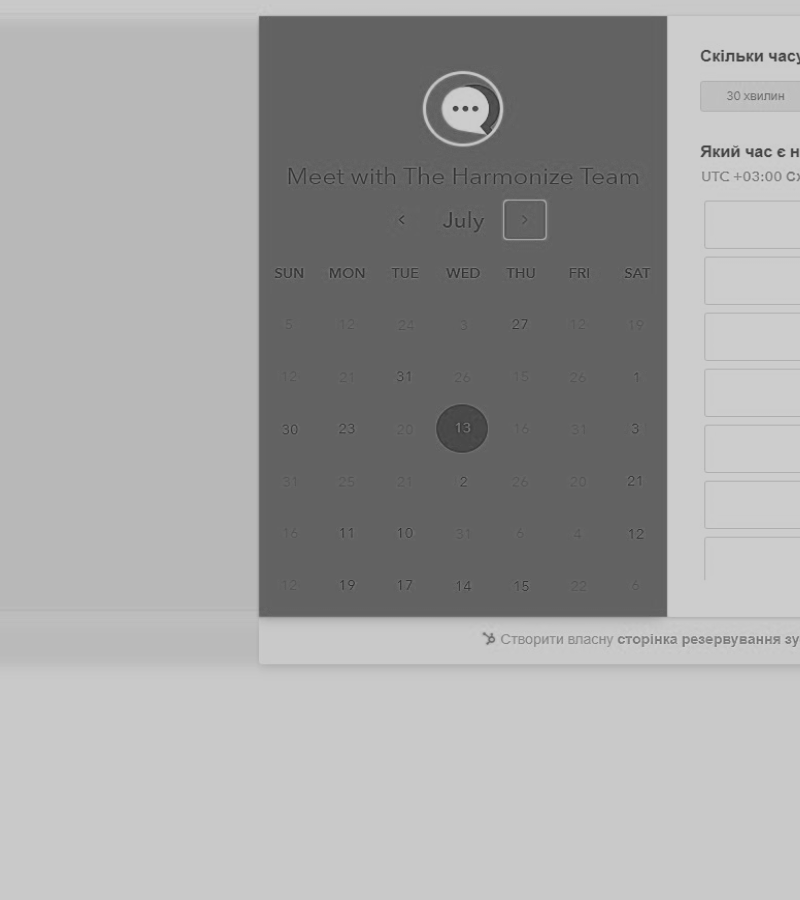 Meet with The Harmonize Team
July
SUN MON TUE WED THU FRI SAT
5 12 24 3 27 12 19
12 21 31 26 15 26 1
30 23 20 13 16 31 3
31 25 21 2 26 20 21
16 11 10 31 6 4 12
12 19 17 14 15 22 6
Скільки часу
30 хвилин
Який час є н
UTC +03:00 Сх
Створити власну сторінка резервування зу